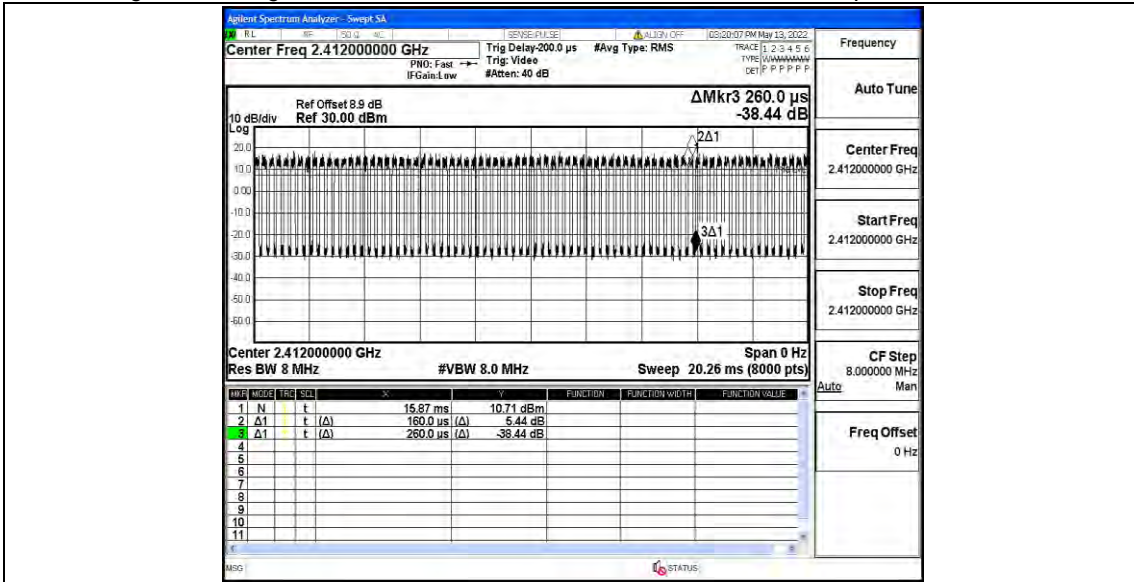 Agilent Spectrum Analyzer - Swept SA
RL RF 50 Ω AC SENSE:PULSE ALIGN OFF 03:20:07 PM May 13, 2022
Center Freq 2.412000000 GHz
PNO: Fast
IFGain:Low
Trig Delay-200.0 µs
Trig: Video
#Atten: 40 dB
#Avg Type: RMS
TRACE 1 2 3 4 5 6
TYPE
DET P P P P P P
ΔMkr3 260.0 µs
-38.44 dB
Ref Offset 8.9 dB
10 dB/div Ref 30.00 dBm
Log
20.0
10.0
0.00
-10.0
-20.0
-30.0
-40.0
-50.0
-60.0
2Δ1
3Δ1
Center 2.412000000 GHz Span 0 Hz
Res BW 8 MHz #VBW 8.0 MHz Sweep 20.26 ms (8000 pts)
MKR MODE TRC SCL X Y FUNCTION FUNCTION WIDTH FUNCTION VALUE
1 N t 15.87 ms 10.71 dBm
2 Δ1 t (Δ) 160.0 µs (Δ) 5.44 dB
3 Δ1 t (Δ) 260.0 µs (Δ) -38.44 dB
4
5
6
7
8
9
10
11
MSG STATUS
Frequency
Auto Tune
Center Freq
2.412000000 GHz
Start Freq
2.412000000 GHz
Stop Freq
2.412000000 GHz
CF Step
8.000000 MHz
Auto Man
Freq Offset
0 Hz